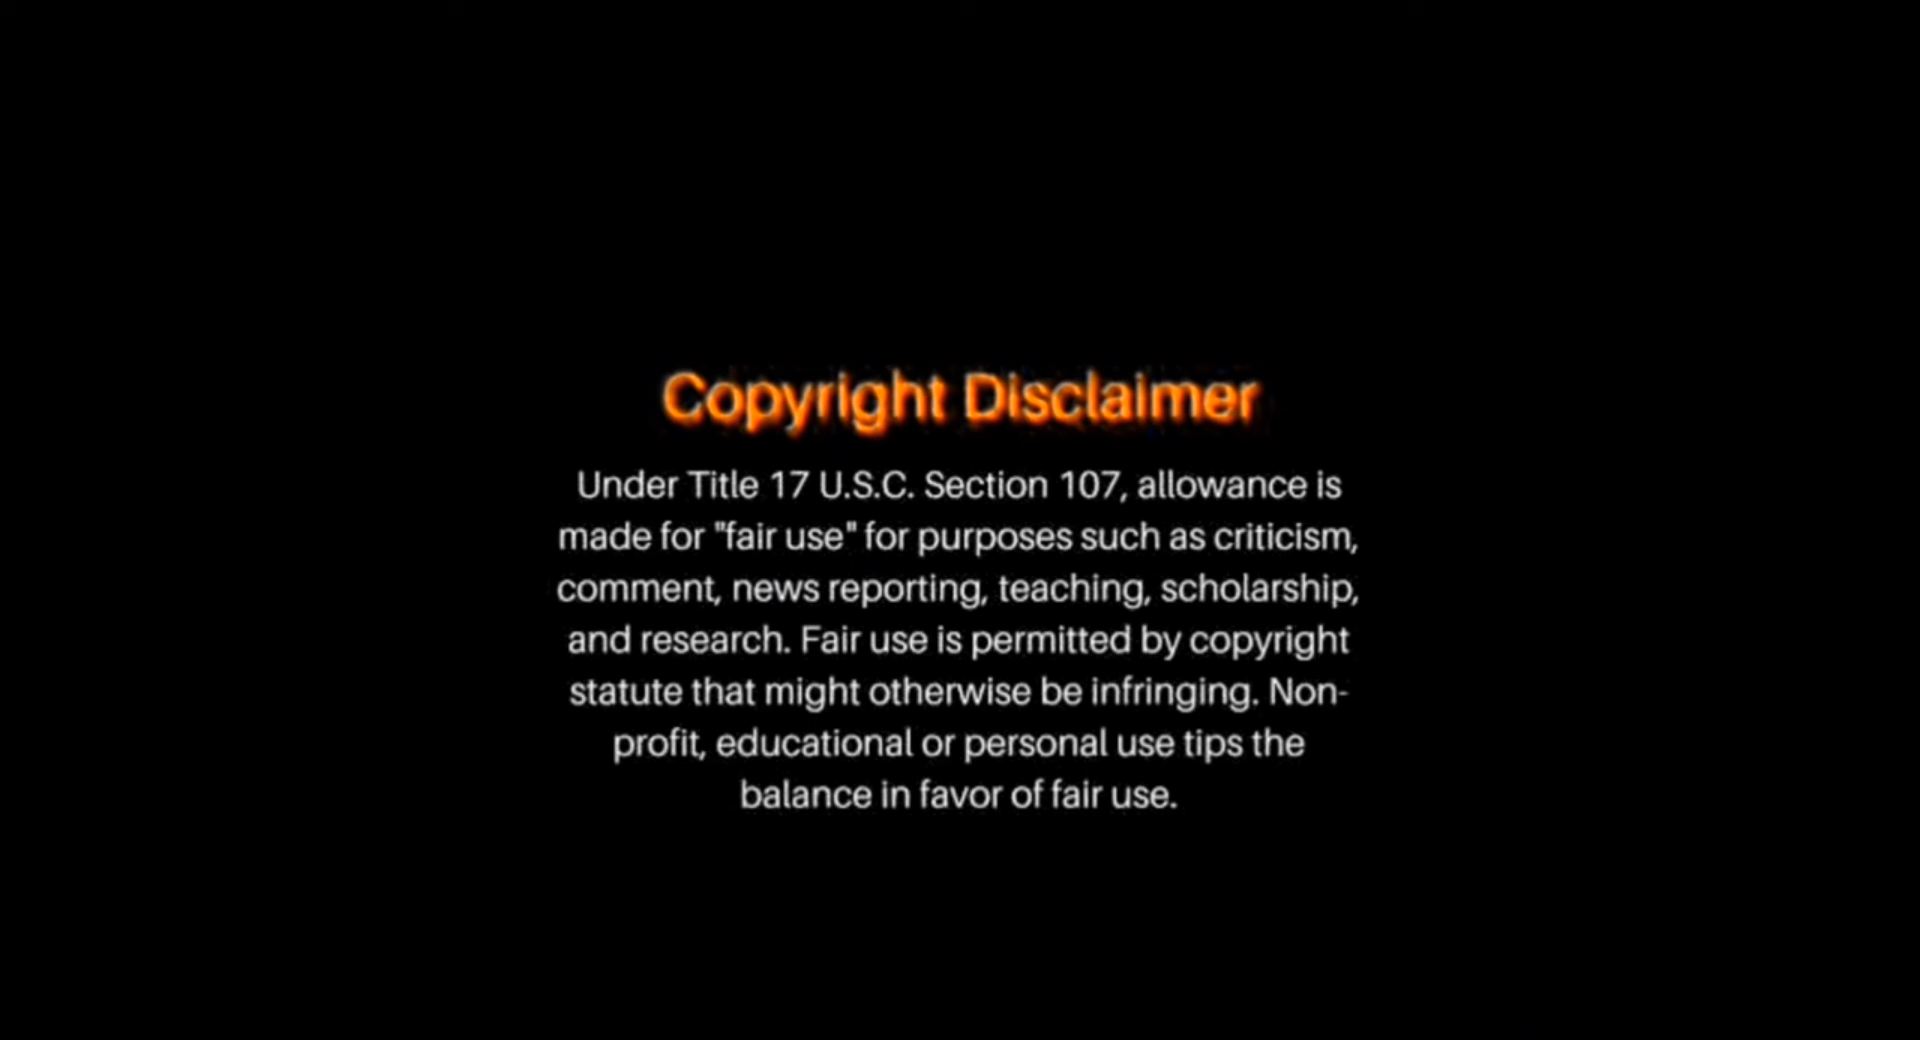 Copyright Disclaimer
Under Title 17 U.S.C. Section 107, allowance is
made for "fair use" for purposes such as criticism,
comment, news reporting, teaching, scholarship,
and research. Fair use is permitted by copyright
statute that might otherwise be infringing. Non-
profit, educational or personal use tips the
balance in favor of fair use.